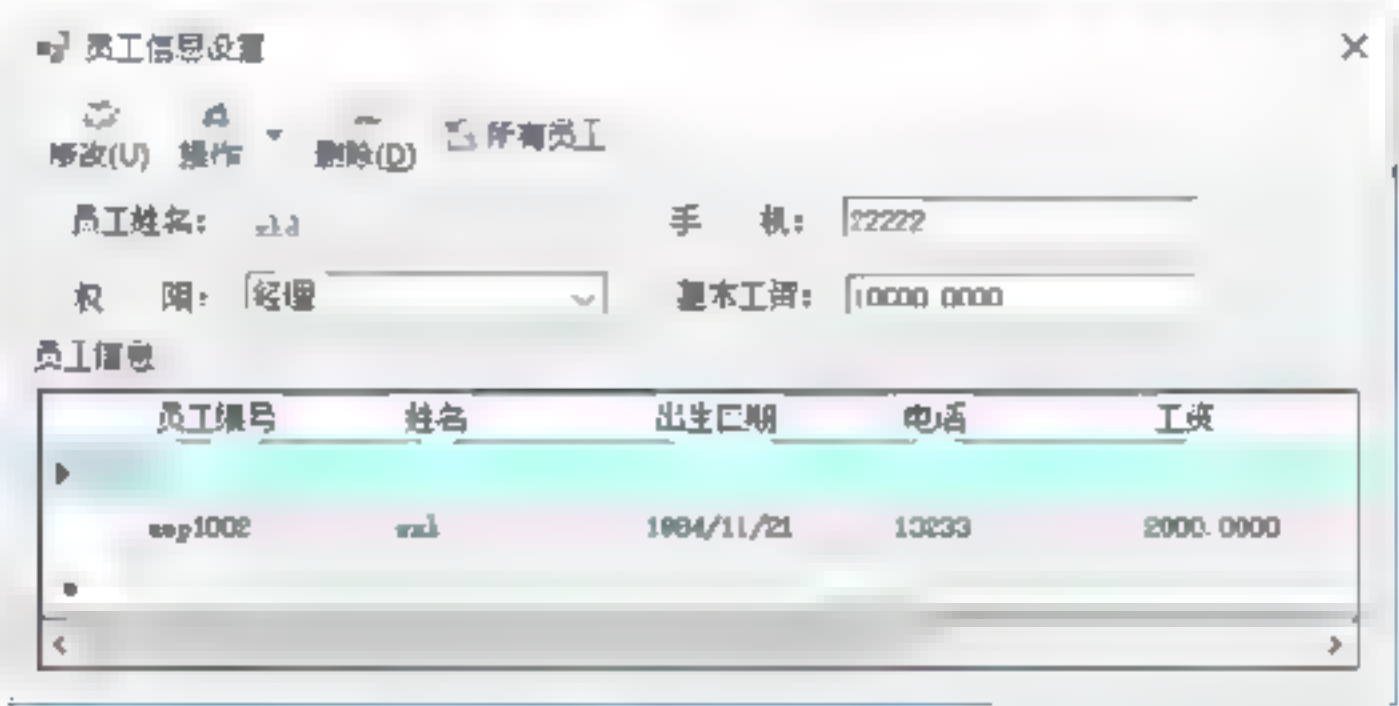 员工信息设置
修改(U) 操作 删除(D) 所有员工
员工姓名: 手 机: 22222
权 限: 经理 基本工资: 10000.0000
员工信息
员工编号 姓名 出生日期 电话 工资
1984/11/21 13233 2000.0000